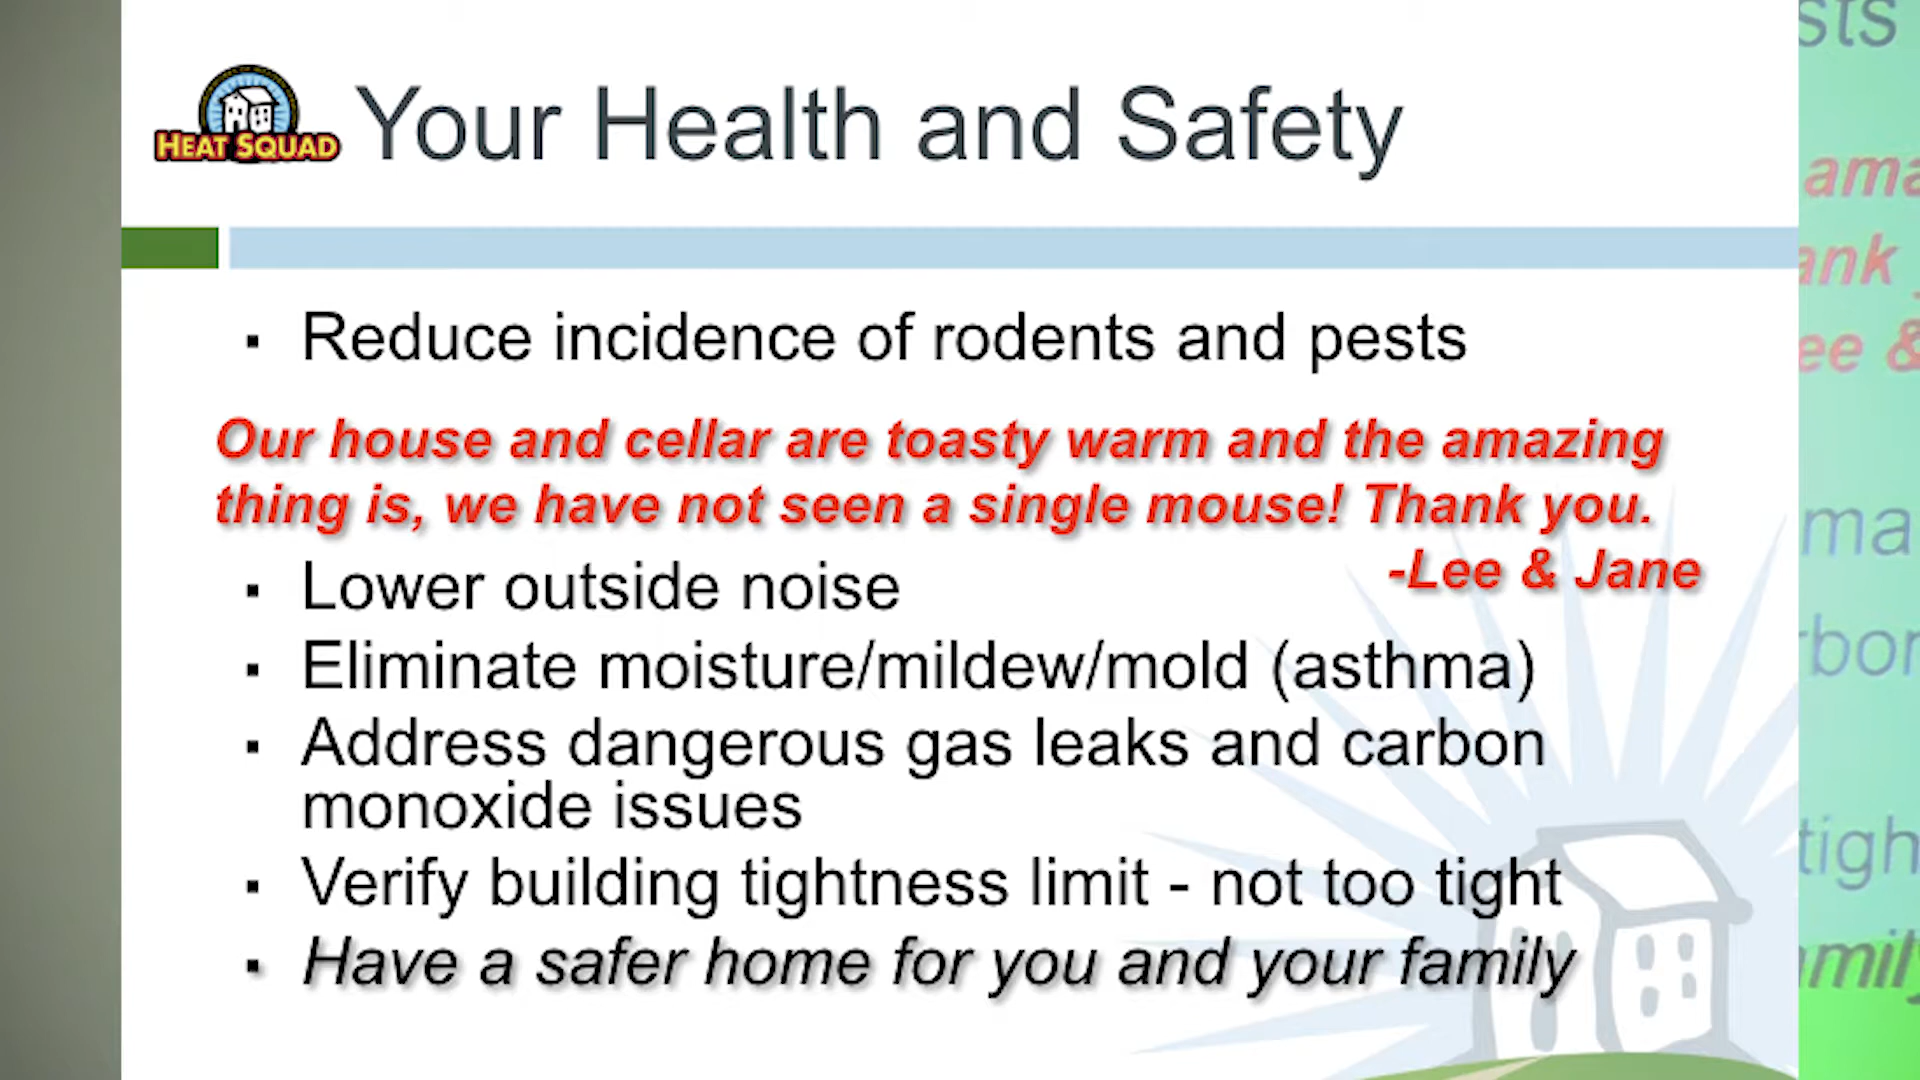 HEAT SQUAD
Your Health and Safety
▪ Reduce incidence of rodents and pests
Our house and cellar are toasty warm and the amazing
thing is, we have not seen a single mouse! Thank you.
-Lee & Jane
▪ Lower outside noise
▪ Eliminate moisture/mildew/mold (asthma)
▪ Address dangerous gas leaks and carbon
monoxide issues
▪ Verify building tightness limit - not too tight
▪ Have a safer home for you and your family